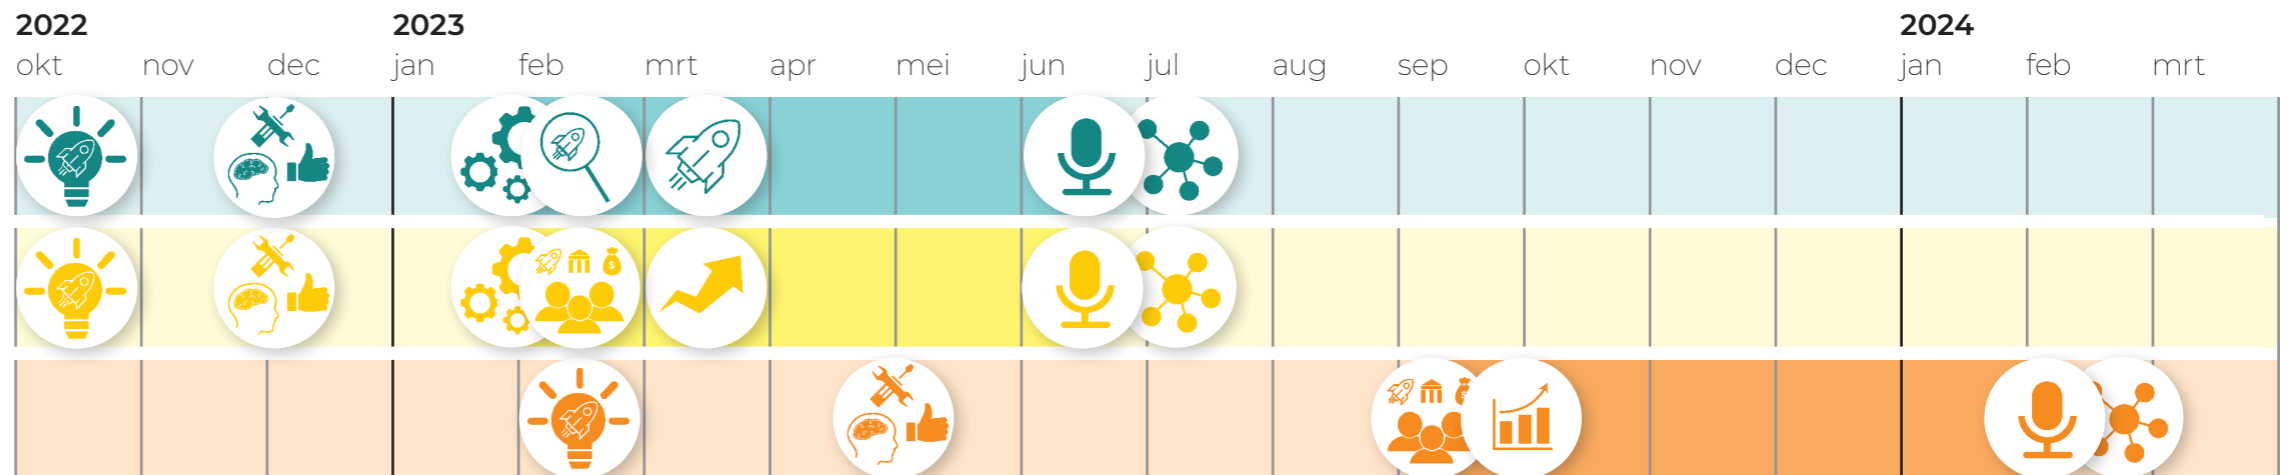 2022 2023 2024
okt nov dec jan feb mrt apr mei jun jul aug sep okt nov dec jan feb mrt